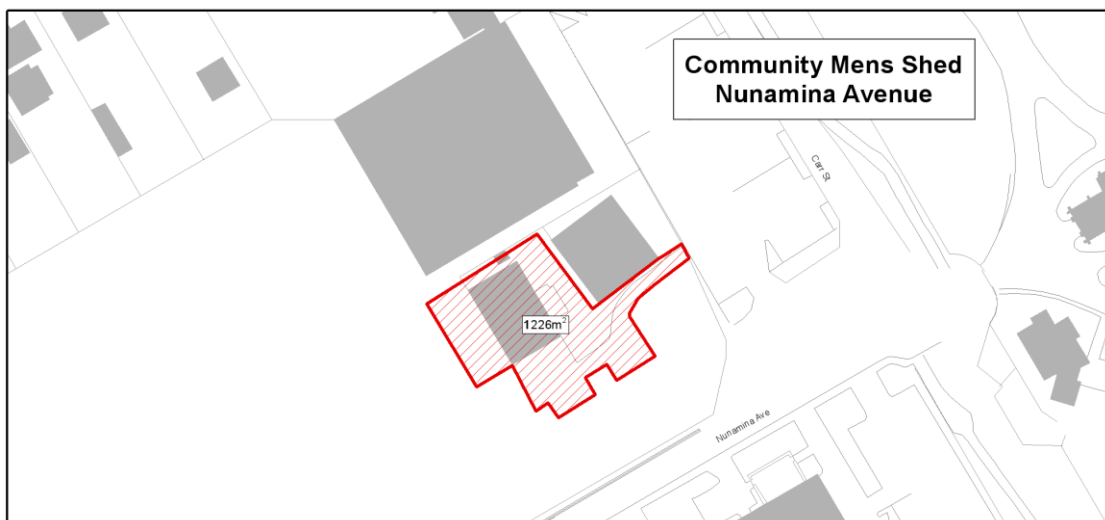 Community Mens Shed
Nunamina Avenue
Carr St
1226m²
Nunamina Ave